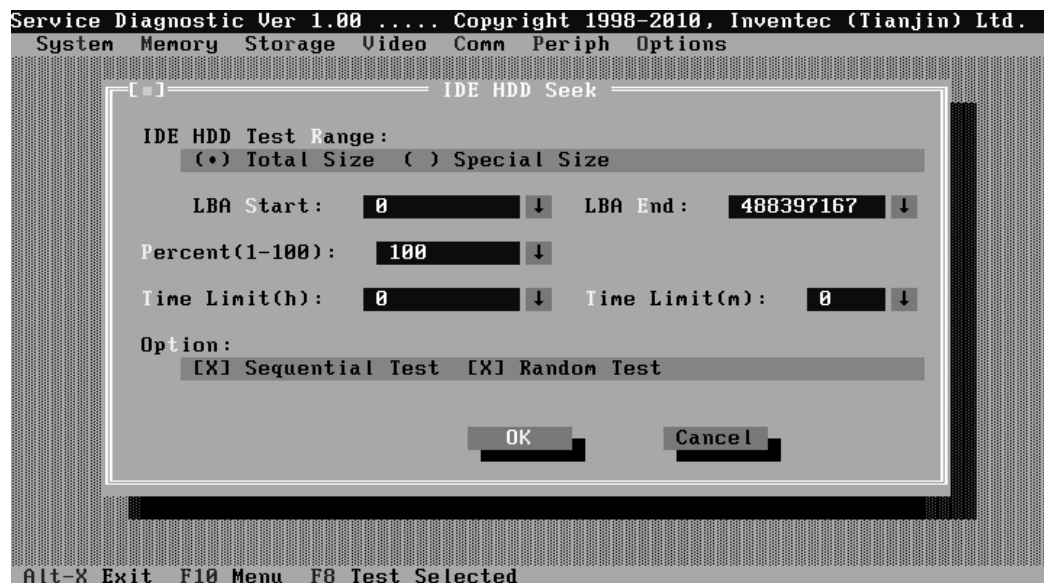 Service Diagnostic Ver 1.00 ..... Copyright 1998-2010, Inventec (Tianjin) Ltd.
System Memory Storage Video Comm Periph Options
[■] IDE HDD Seek
IDE HDD Test Range:
(•) Total Size ( ) Special Size
LBA Start: 0 ↓ LBA End: 488397167 ↓
Percent(1-100): 100 ↓
Time Limit(h): 0 ↓ Time Limit(m): 0 ↓
Option:
[X] Sequential Test [X] Random Test
OK Cancel
Alt-X Exit F10 Menu F8 Test Selected